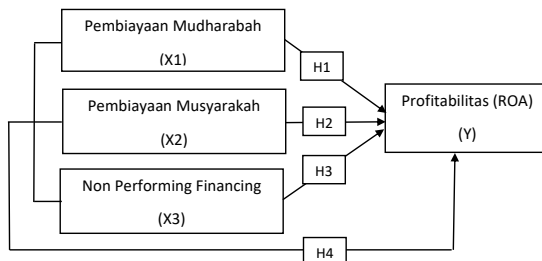 Pembiayaan Mudharabah
(X1)
H1
Pembiayaan Musyarakah
(X2)
H2
Profitabilitas (ROA)
(Y)
Non Performing Financing
(X3)
H3
H4